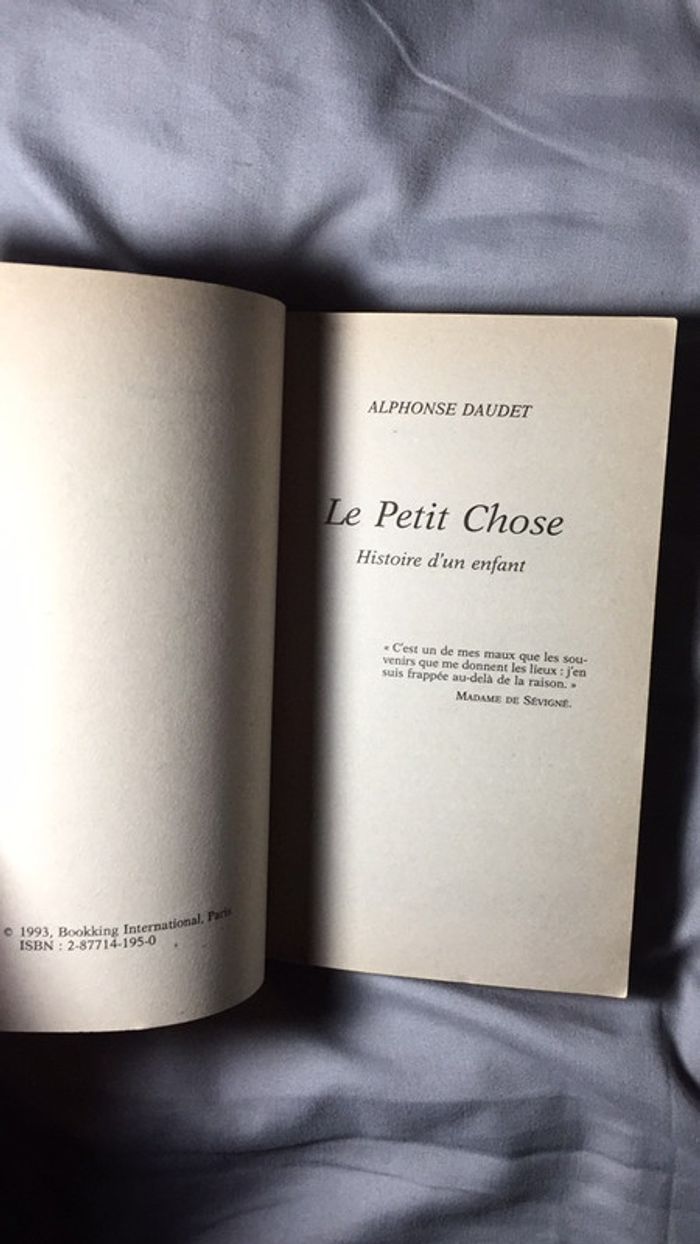 © 1993, Bookking International, Paris
ISBN : 2-87714-195-0
ALPHONSE DAUDET
Le Petit Chose
Histoire d'un enfant
« C'est un de mes maux que les sou-
venirs que me donnent les lieux : j'en
suis frappée au-delà de la raison. »
MADAME DE SÉVIGNÉ.